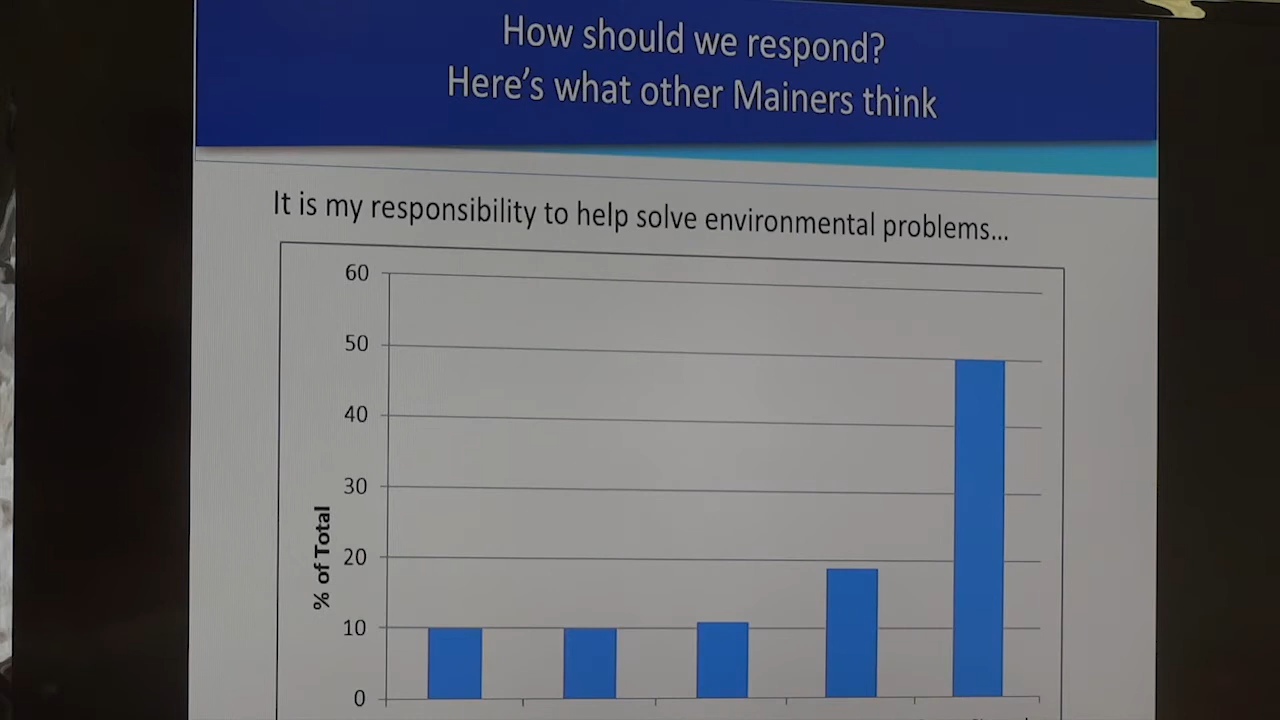 How should we respond?
Here's what other Mainers think
It is my responsibility to help solve environmental problems...
60
50
40
30
20
10
0
% of Total